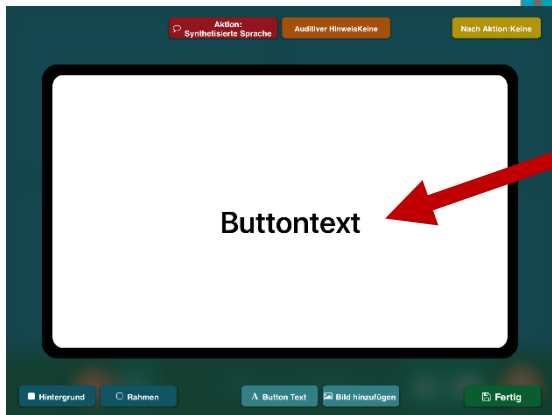 Aktion:
Synthetisierte Sprache
Auditiver HinweisKeine
Nach Aktion:Keine
Buttontext
Hintergrund
Rahmen
A Button Text
Bild hinzufügen
Fertig